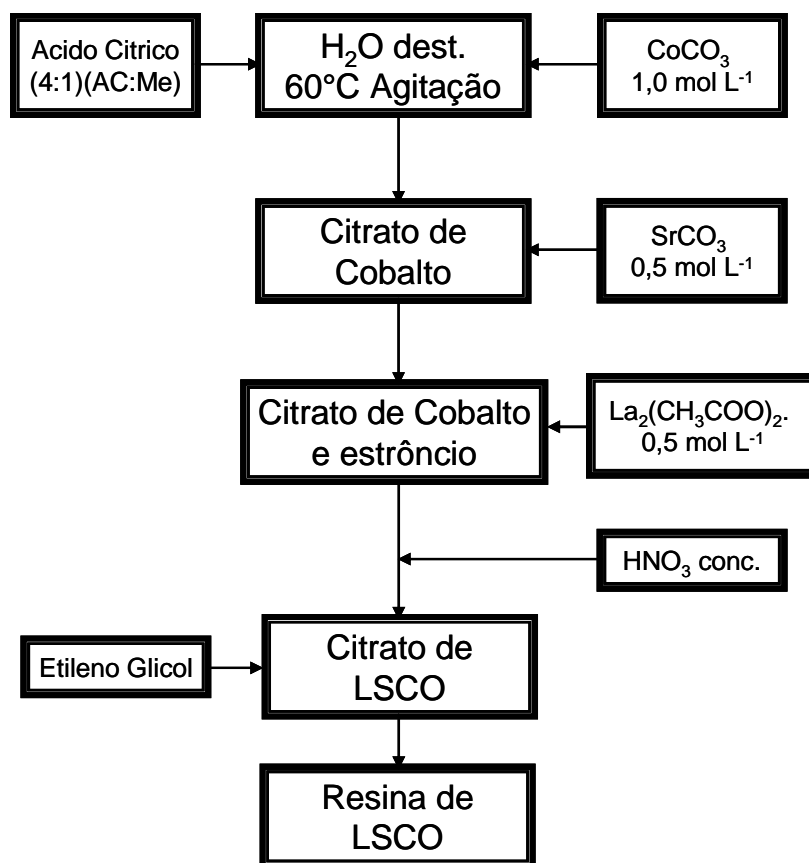 Acido Citrico
(4:1)(AC:Me)
H₂O dest.
60°C Agitação
CoCO₃
1,0 mol L⁻¹
Citrato de
Cobalto
SrCO₃
0,5 mol L⁻¹
Citrato de Cobalto
e estrôncio
La₂(CH₃COO)₂.
0,5 mol L⁻¹
HNO₃ conc.
Etileno Glicol
Citrato de
LSCO
Resina de
LSCO